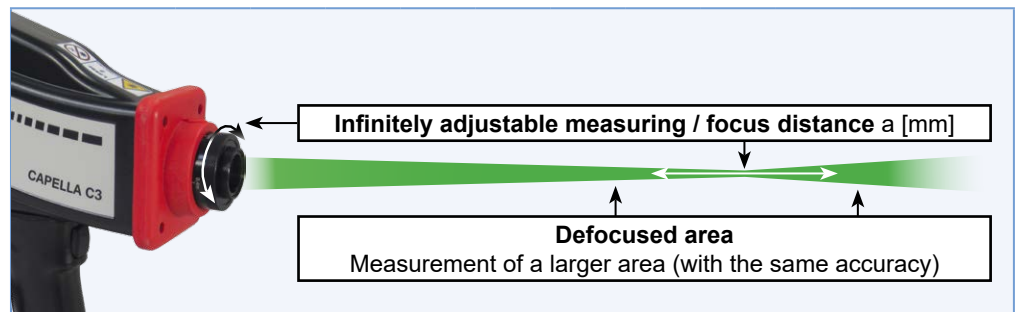 Infinitely adjustable measuring / focus distance a [mm]
CAPELLA C3
Defocused area
Measurement of a larger area (with the same accuracy)